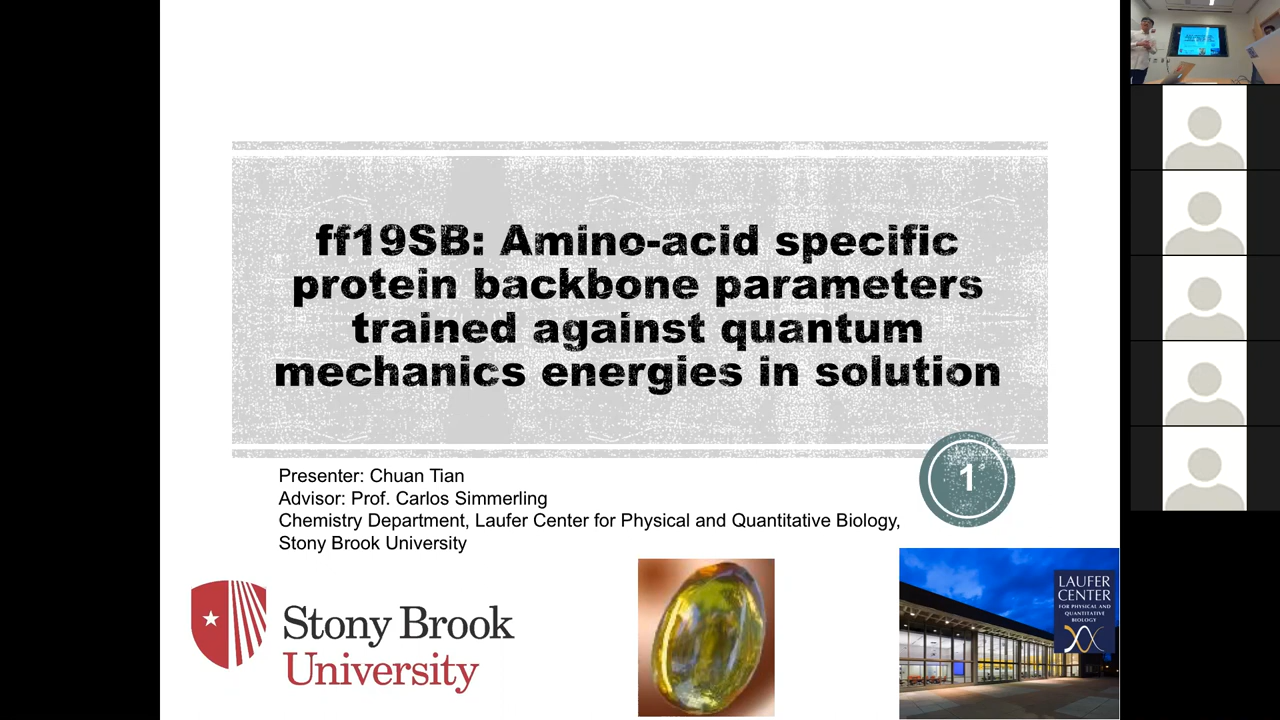 ff19SB: Amino-acid specific
protein backbone parameters
trained against quantum
mechanics energies in solution
1
Presenter: Chuan Tian
Advisor: Prof. Carlos Simmerling
Chemistry Department, Laufer Center for Physical and Quantitative Biology,
Stony Brook University
Stony Brook
University
LAUFER
CENTER
FOR PHYSICAL AND
QUANTITATIVE
BIOLOGY